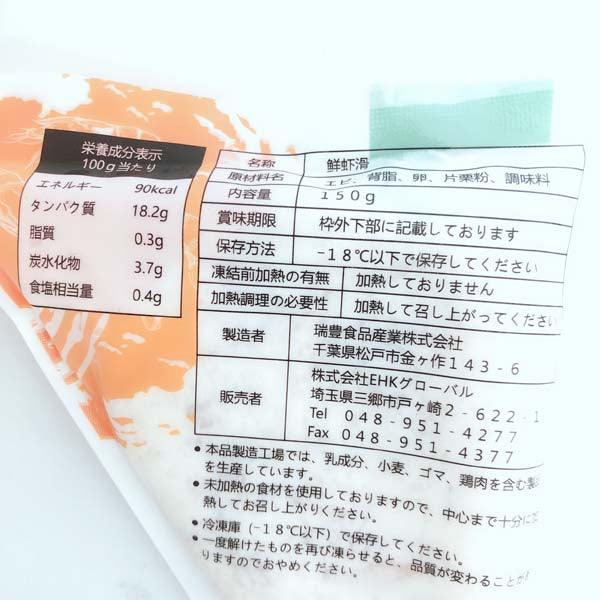 栄養成分表示
100g当たり
エネルギー 90kcal
タンパク質 18.2g
脂質 0.3g
炭水化物 3.7g
食塩相当量 0.4g
名称 鮮虾滑
原材料名 エビ、背脂、卵、片栗粉、調味料
内容量 150g
賞味期限 枠外下部に記載しております
保存方法 -18℃以下で保存してください
凍結前加熱の有無 加熱しておりません
加熱調理の必要性 加熱して召し上がってください
製造者 瑞豊食品産業株式会社
千葉県松戸市金ヶ作143-6
販売者 株式会社EHKグローバル
埼玉県三郷市戸ヶ崎2-622-1
Tel 048-951-4277
Fax 048-951-4377
●本品製造工場では、乳成分、小麦、ゴマ、鶏肉を含む製
を生産しています。
●未加熱の食材を使用しておりますので、中心まで十分に
熱してお召し上がりください。
●冷凍庫(-18℃以下)で保存してください。
●一度解けたものを再び凍らせると、品質が変わることが
りますのでおやめください。